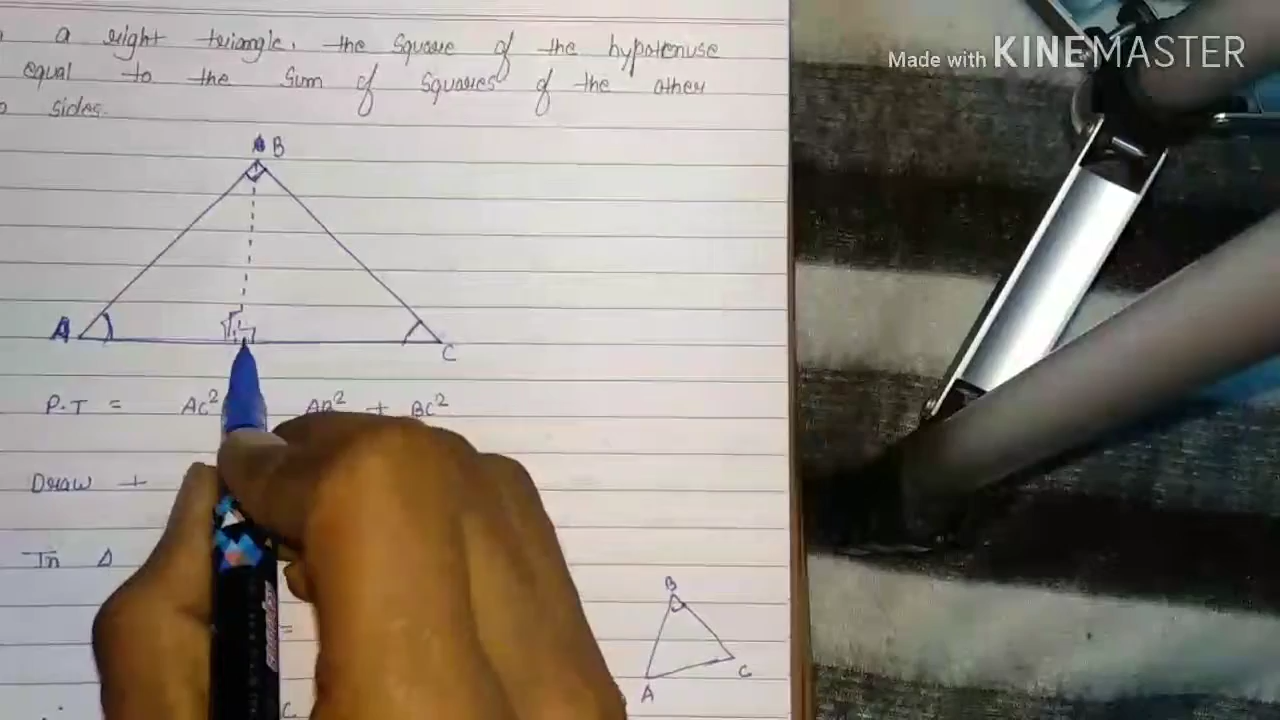 a right triangle, the Square of the hypotenuse
equal to the Sum of Squares of the other
sides.
B
A
C
P.T = AC² AB² + BC²
Draw
In Δ
=
B
A
C
C
Made with KINEMASTER